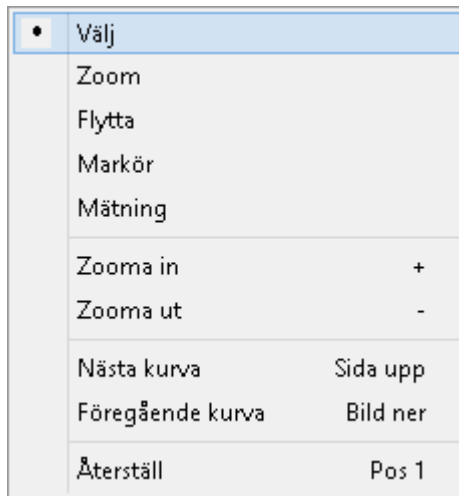 Välj
Zoom
Flytta
Markör
Mätning
Zooma in +
Zooma ut -
Nästa kurva Sida upp
Föregående kurva Bild ner
Återställ Pos 1